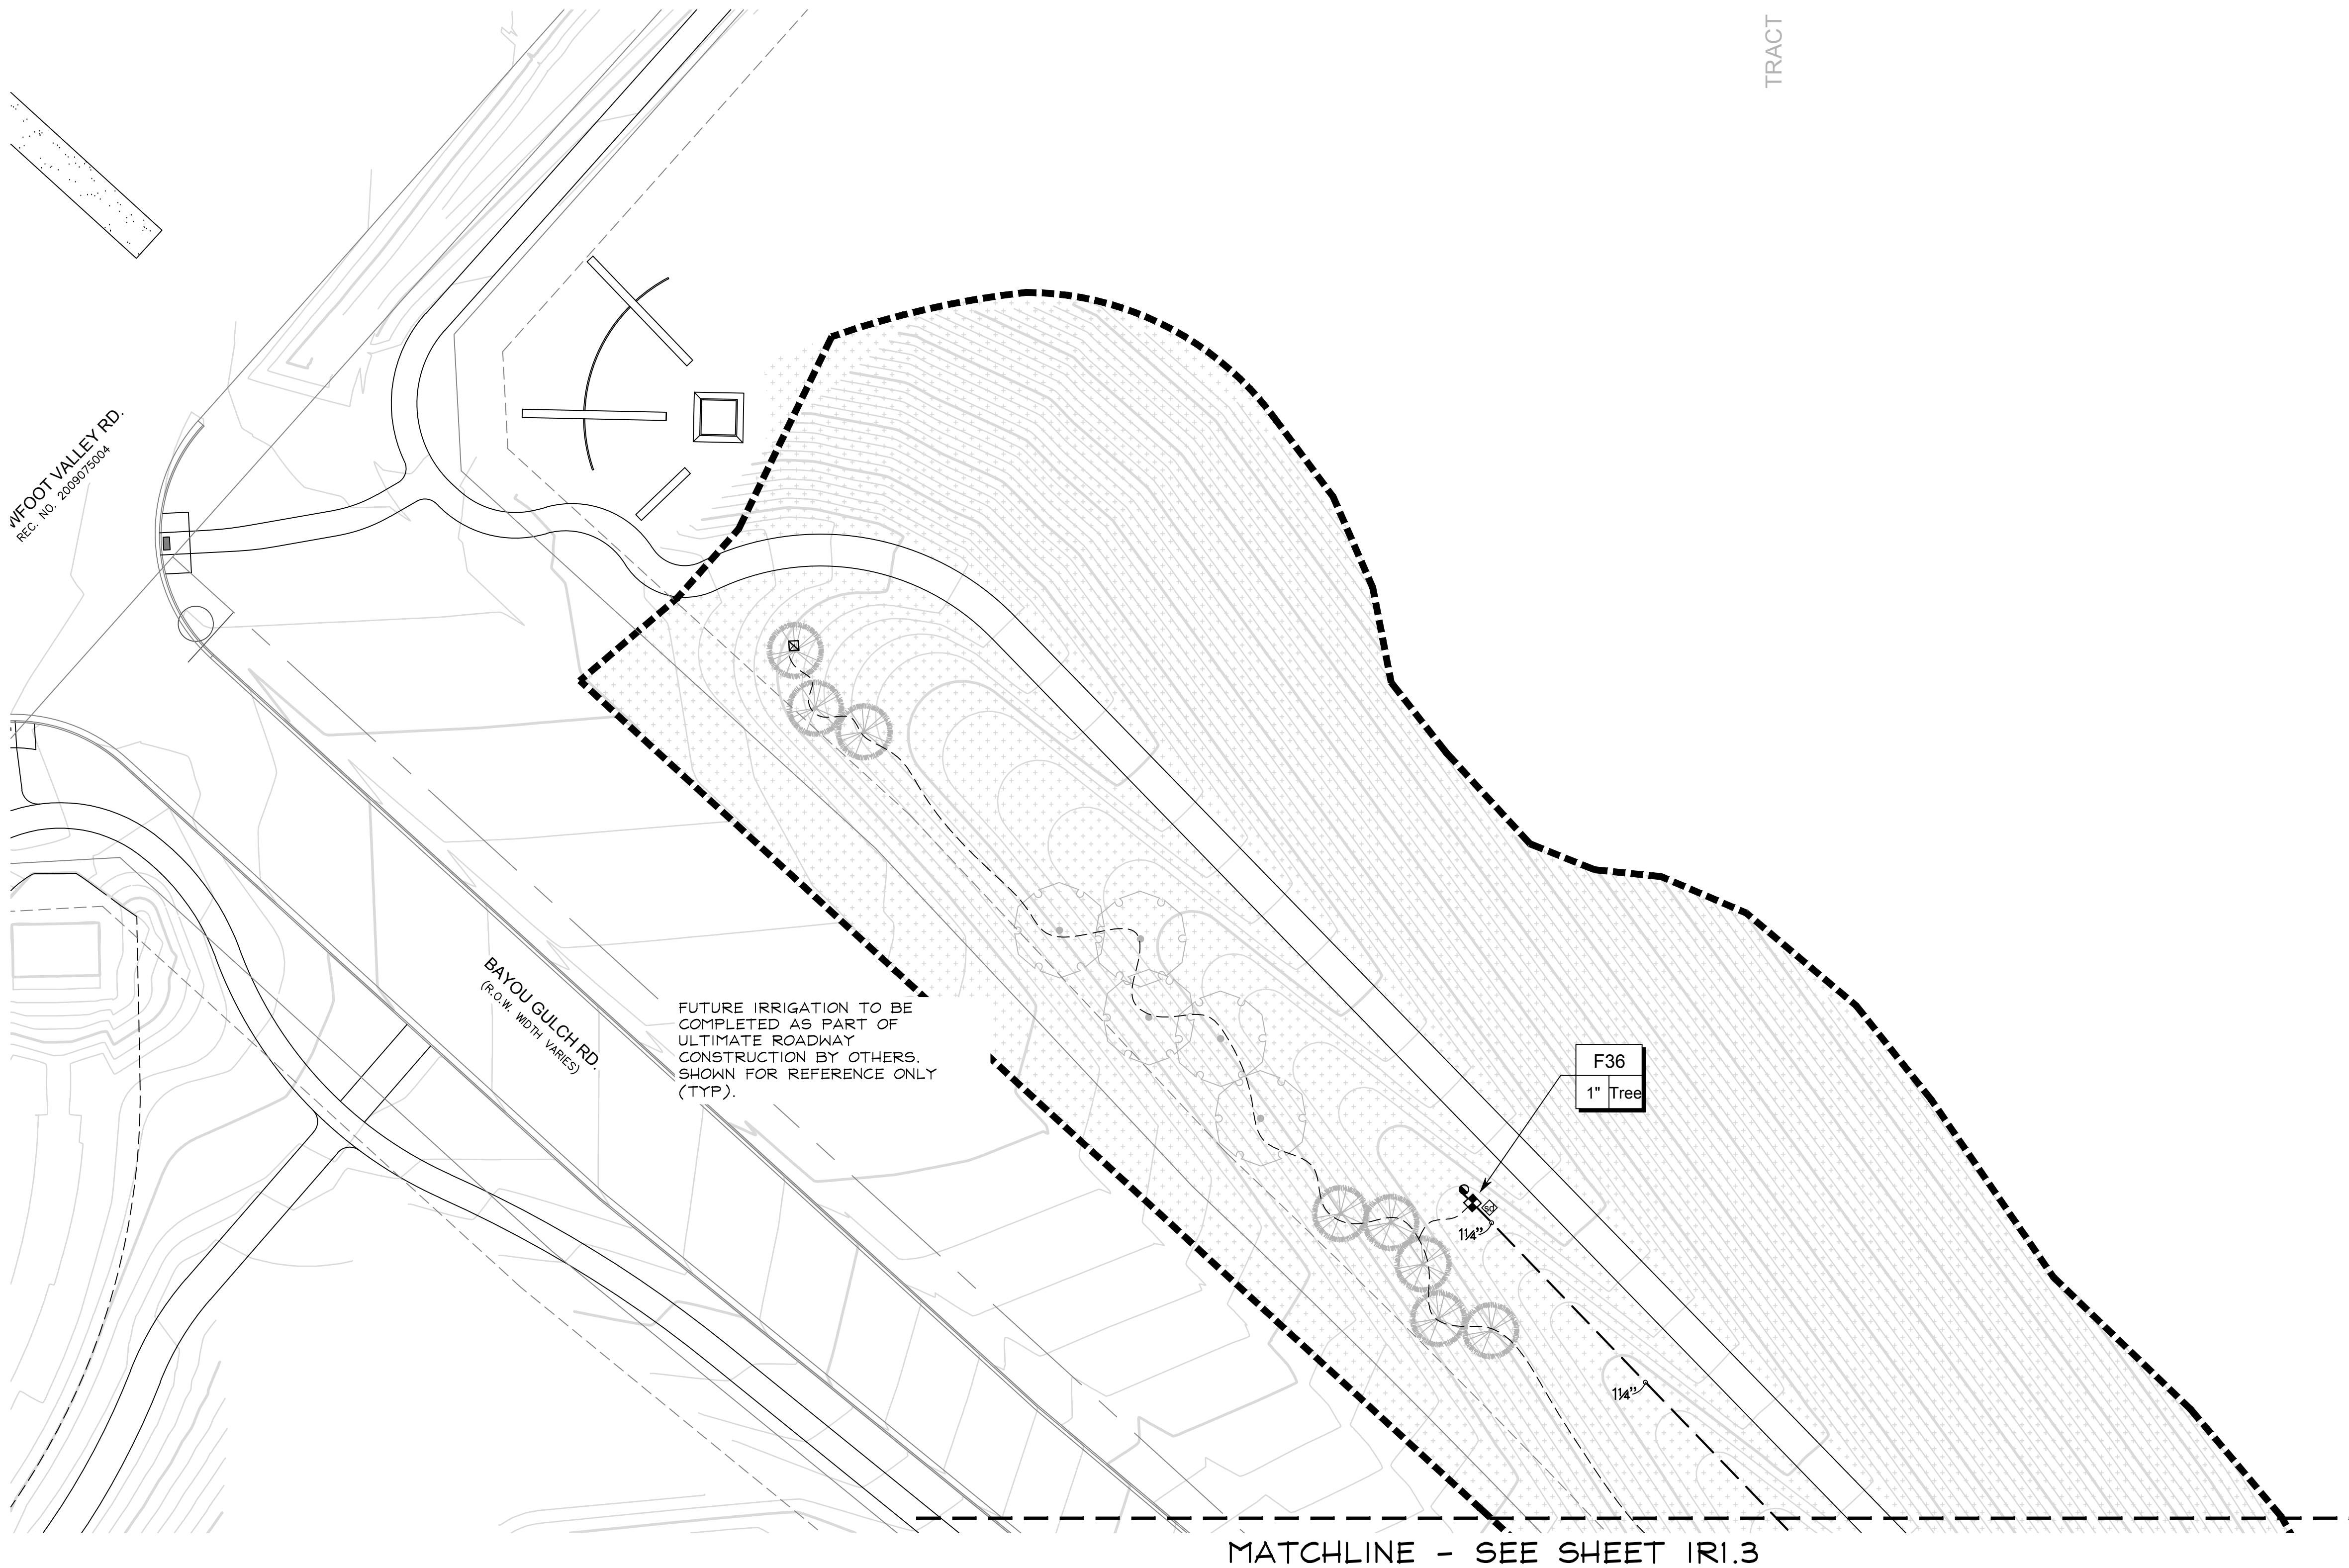 TRACT
WFOOT VALLEY RD.
REC. NO. 2009075004
BAYOU GULCH RD.
(R.O.W. WIDTH VARIES)
FUTURE IRRIGATION TO BE
COMPLETED AS PART OF
ULTIMATE ROADWAY
CONSTRUCTION BY OTHERS.
SHOWN FOR REFERENCE ONLY
(TYP).
F36
1" Tree
SO
1¼"
1¼"
MATCHLINE - SEE SHEET IR1.3